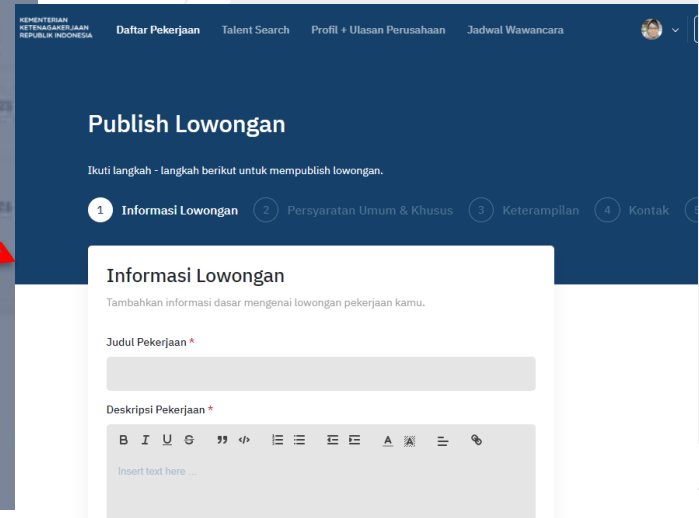 KEMENTERIAN
KETENAGAKERJAAN
REPUBLIK INDONESIA
Daftar Pekerjaan Talent Search Profil + Ulasan Perusahaan Jadwal Wawancara
Publish Lowongan
Ikuti langkah - langkah berikut untuk mempublish lowongan.
1 Informasi Lowongan 2 Persyaratan Umum & Khusus 3 Keterampilan 4 Kontak 5
Informasi Lowongan
Tambahkan informasi dasar mengenai lowongan pekerjaan kamu.
Judul Pekerjaan *
Deskripsi Pekerjaan *
B I U S
Insert text here ...